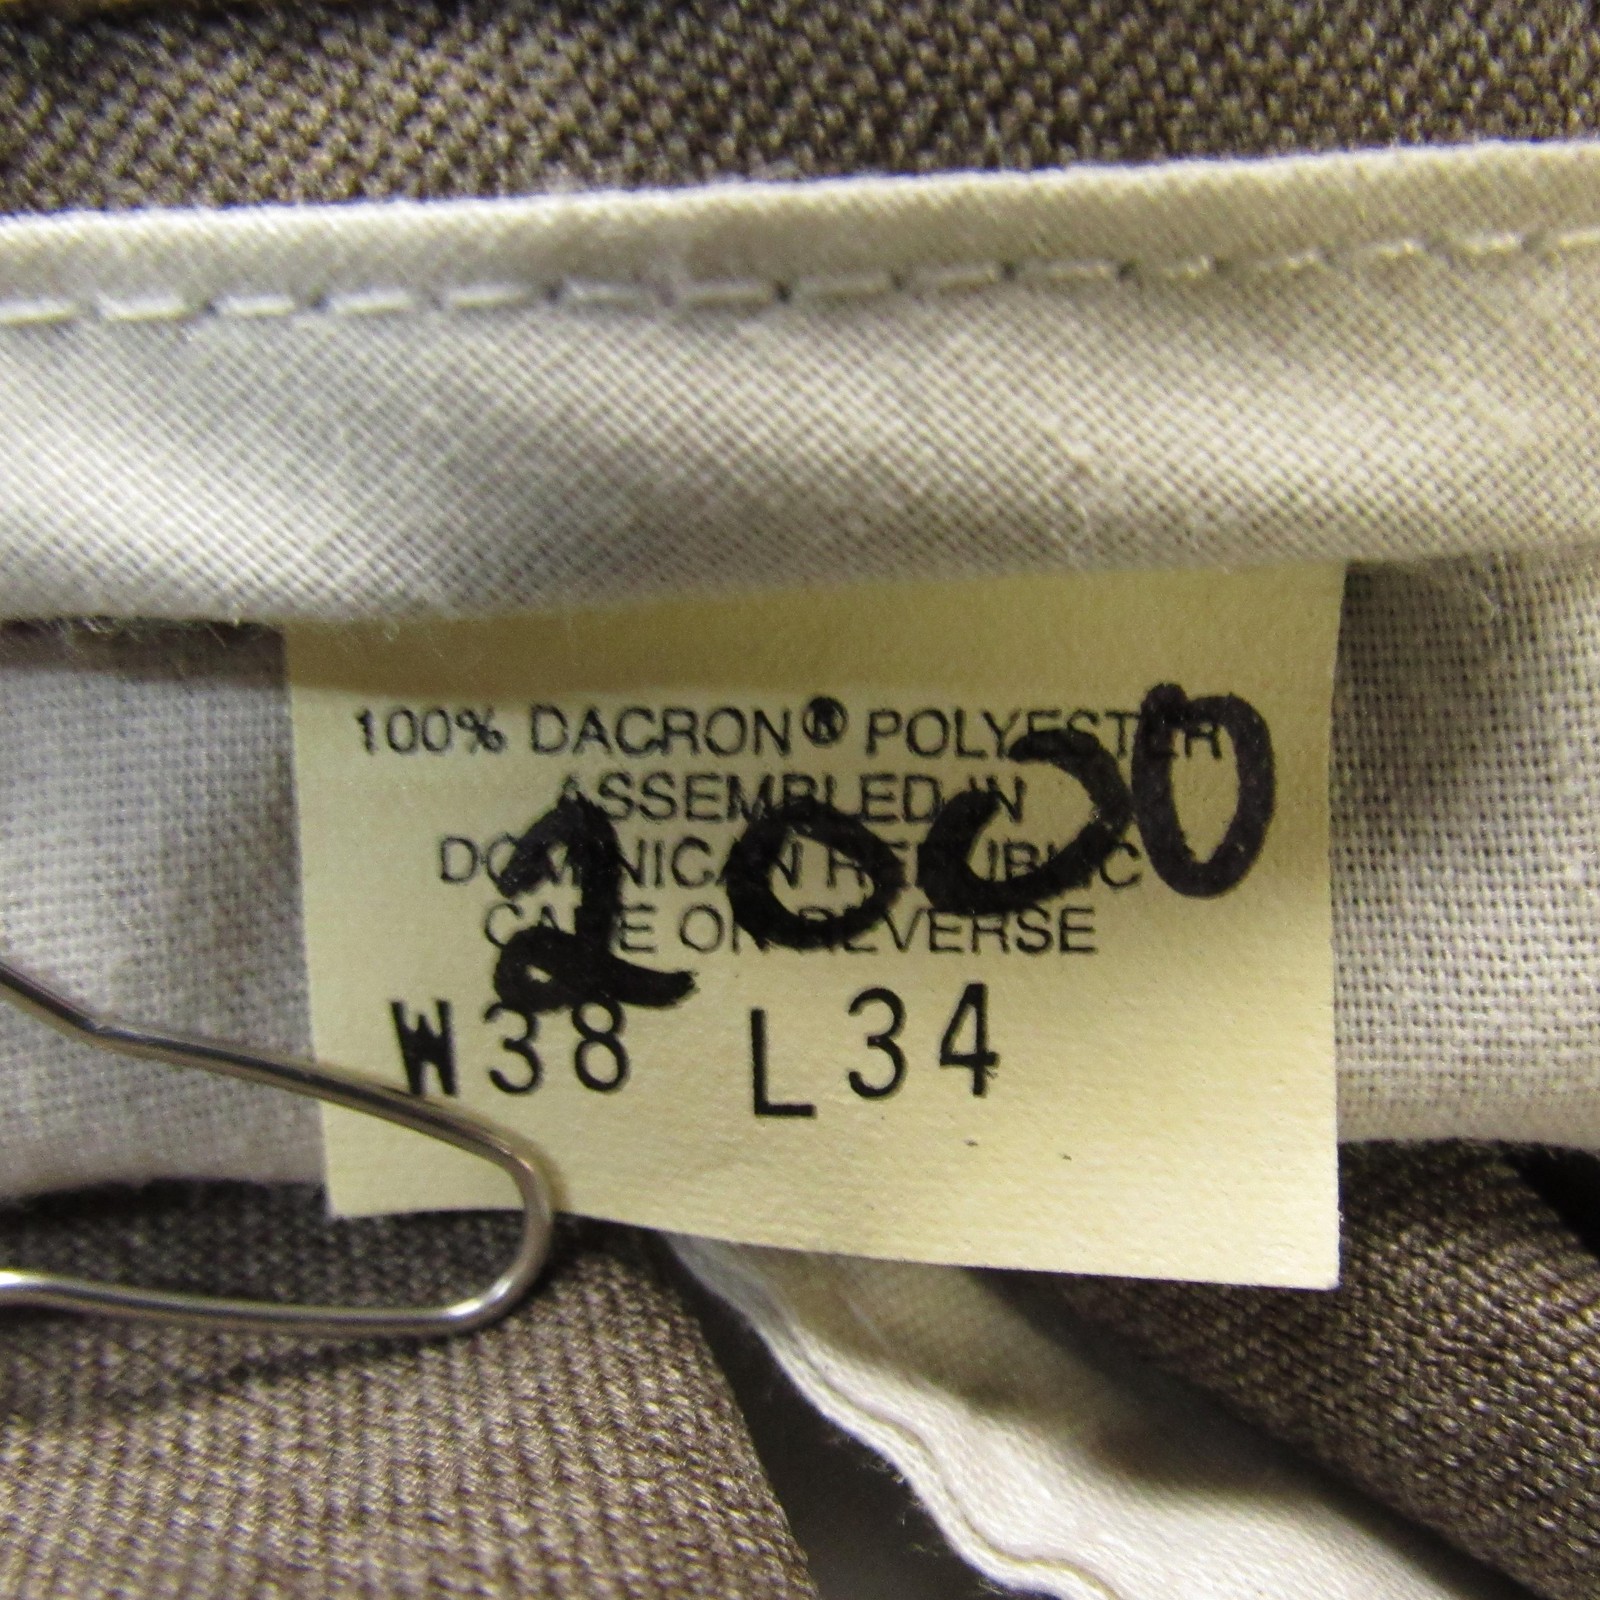 100% DACRON® POLYESTER
ASSEMBLED IN
DOMINICAN REPUBLIC
CARE ON REVERSE
2000
W38 L34